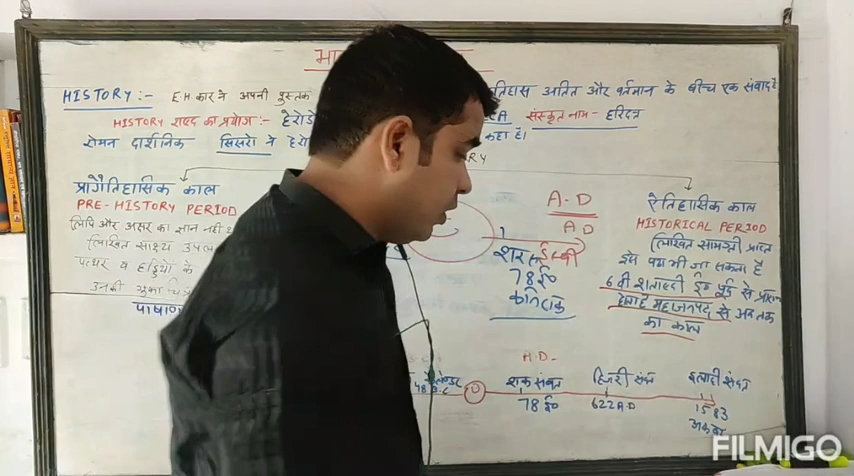 भा
HISTORY :- E.H. कार ने अपनी पुस्तक इतिहास अतित और वर्तमान के बीच एक संवाद है
HISTORY शब्द का प्रयोग :- हेरोडो संस्कृत नाम - हरिदत्र
रोमन दार्शनिक सिसरो ने हेरो कहा है।
RY
प्रागैतिहासिक काल
PRE-HISTORY PERIOD
लिपि और अक्षर का ज्ञान नहीं
लिखित साक्ष्य उपल
पत्थर व हड्डियों के
उनकी गुफा चि
पाषाण
A.D
AD
शक
78 ई०
कनिष्क
ऐतिहासिक काल
HISTORICAL PERIOD
लिखित सामग्री प्राप्त
इसे पढ़ा भी जा सकता है
6 वी शताब्दी ई० पूर्व से
महाजनपद से अब तक
का काल
A.D-
शक संवत हिजरी संवत इलाही संवत
0 78 ई० 622 A.D 1583
अकबर
FILMIGO